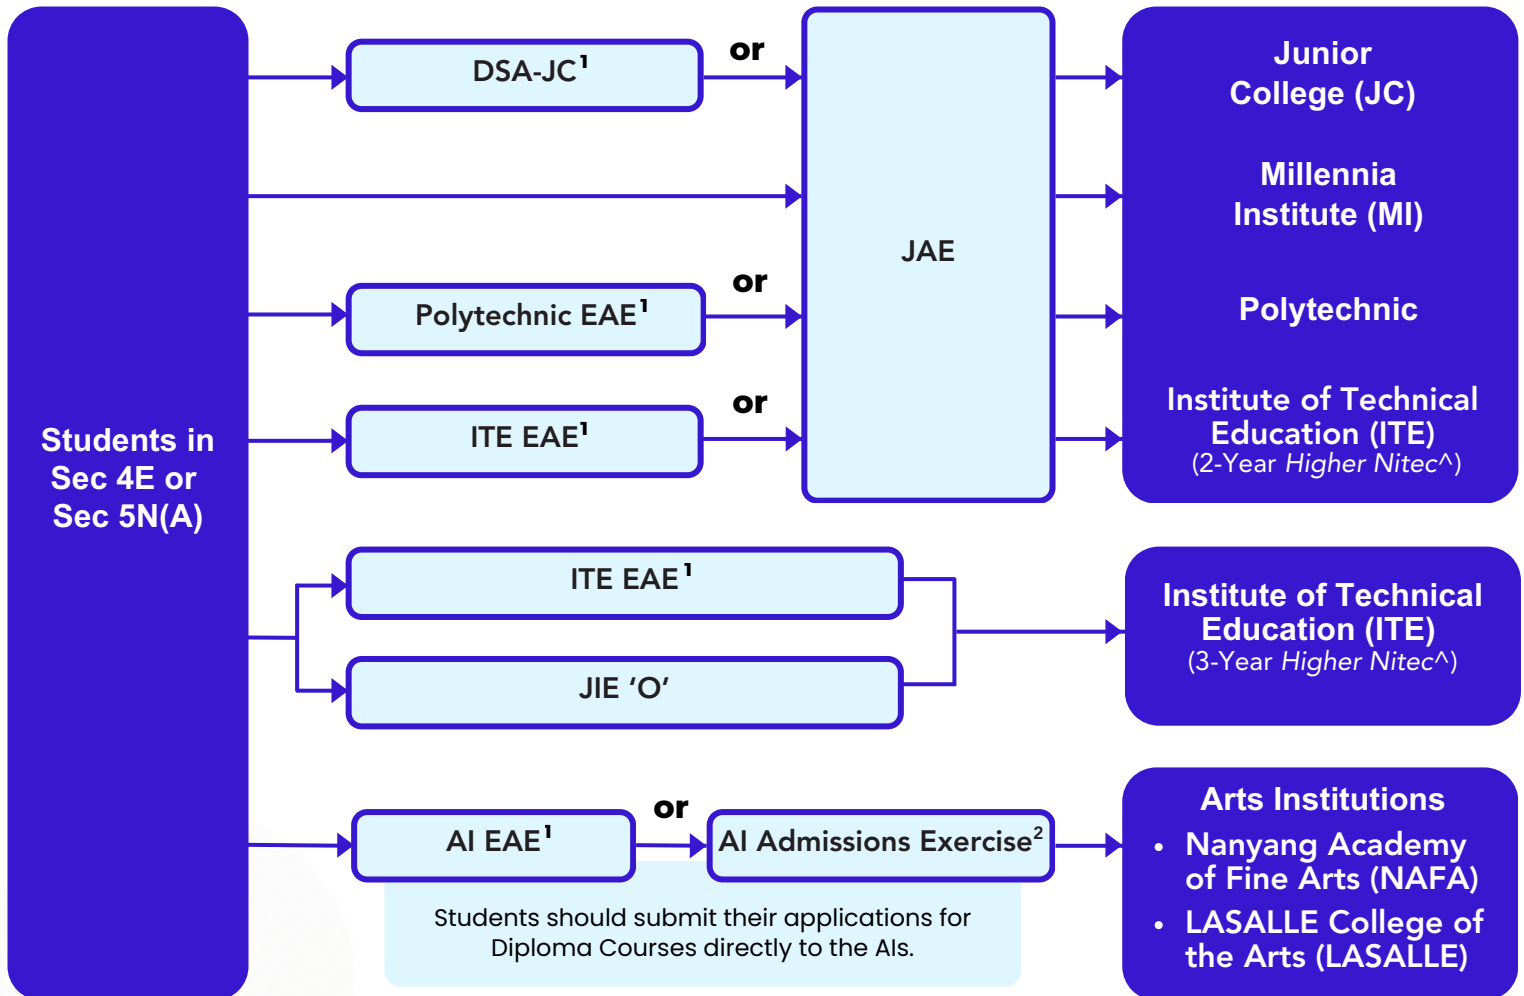 Students in
Sec 4E or
Sec 5N(A)
DSA-JC¹
or
JAE
Junior
College (JC)
Millennia
Institute (MI)
Polytechnic EAE¹
or
Polytechnic
ITE EAE¹
or
Institute of Technical
Education (ITE)
(2-Year Higher Nitec^)
ITE EAE¹
JIE ‘O’
Institute of Technical
Education (ITE)
(3-Year Higher Nitec^)
AI EAE¹
or
AI Admissions Exercise²
Students should submit their applications for
Diploma Courses directly to the AIs.
Arts Institutions
• Nanyang Academy
of Fine Arts (NAFA)
• LASALLE College of
the Arts (LASALLE)